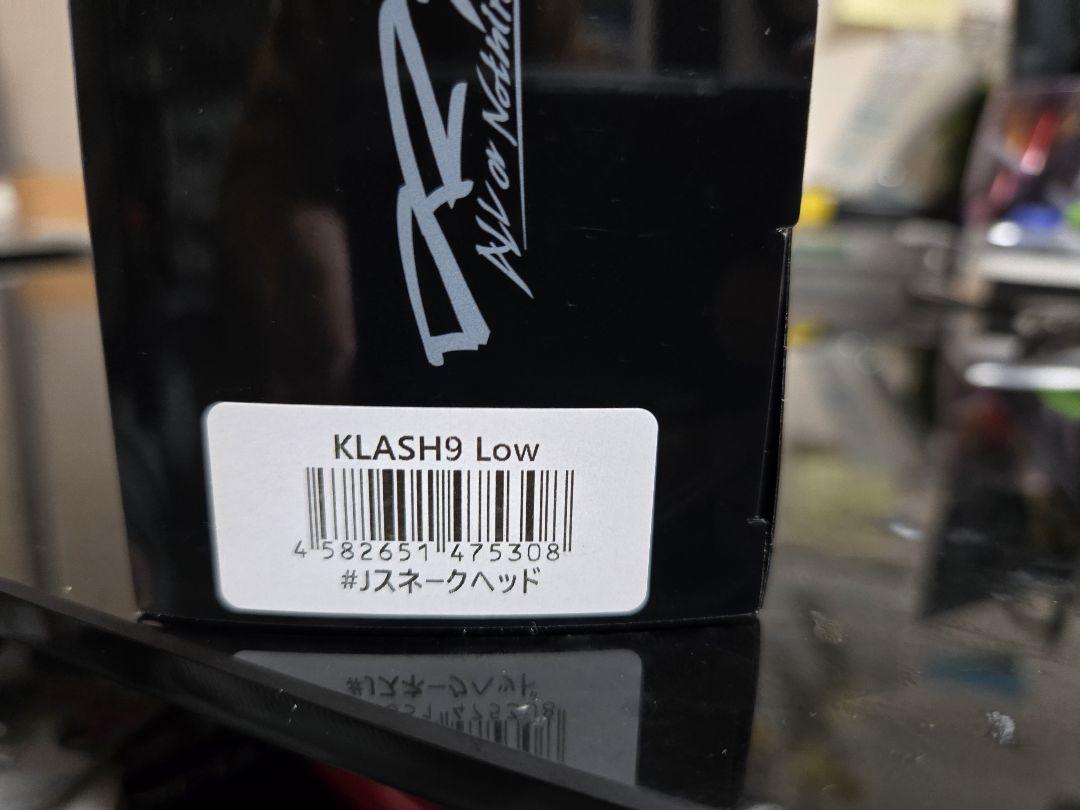 All or Nothing
KLASH9 Low
4 582651 475308
#Jスネークヘッド